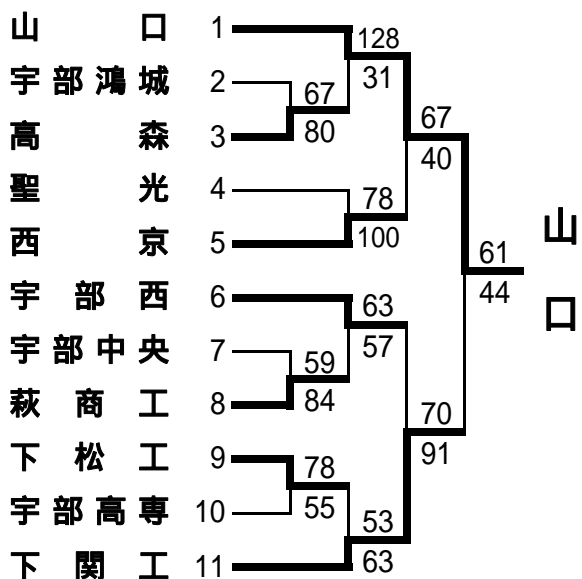 山口 1
宇部鴻城 2
高森 3
聖光 4
西京 5
宇部西 6
宇部中央 7
萩商工 8
下松工 9
宇部高専 10
下関工 11
128
31
67
80
67
40
78
100
61
44
63
57
59
84
70
91
78
55
53
63
山口